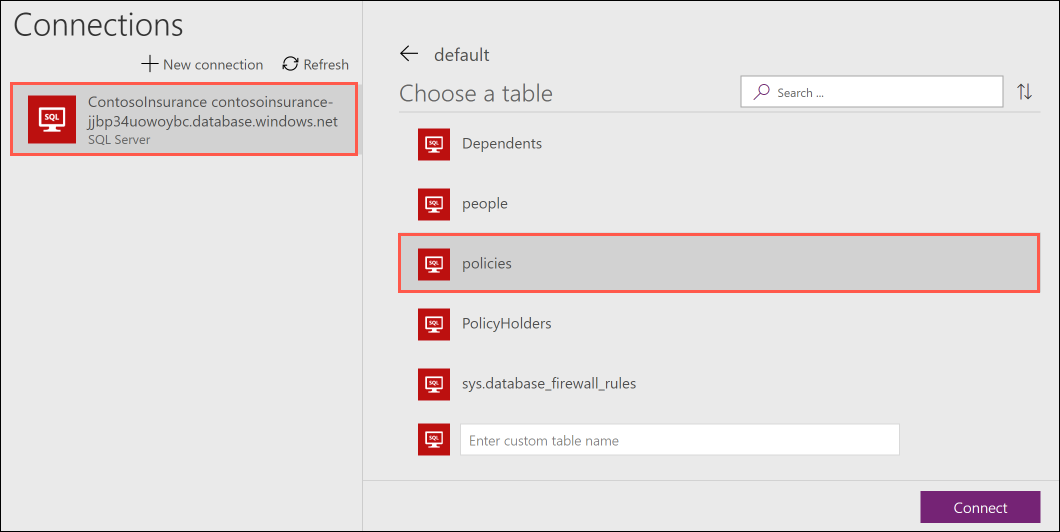 Connections
New connection
Refresh
SQL
ContosoInsurance contosoinsurance-
jjbp34uowoybc.database.windows.net
SQL Server
default
Choose a table
Search ...
SQL
Dependents
SQL
people
SQL
policies
SQL
PolicyHolders
SQL
sys.database_firewall_rules
SQL
Enter custom table name
Connect